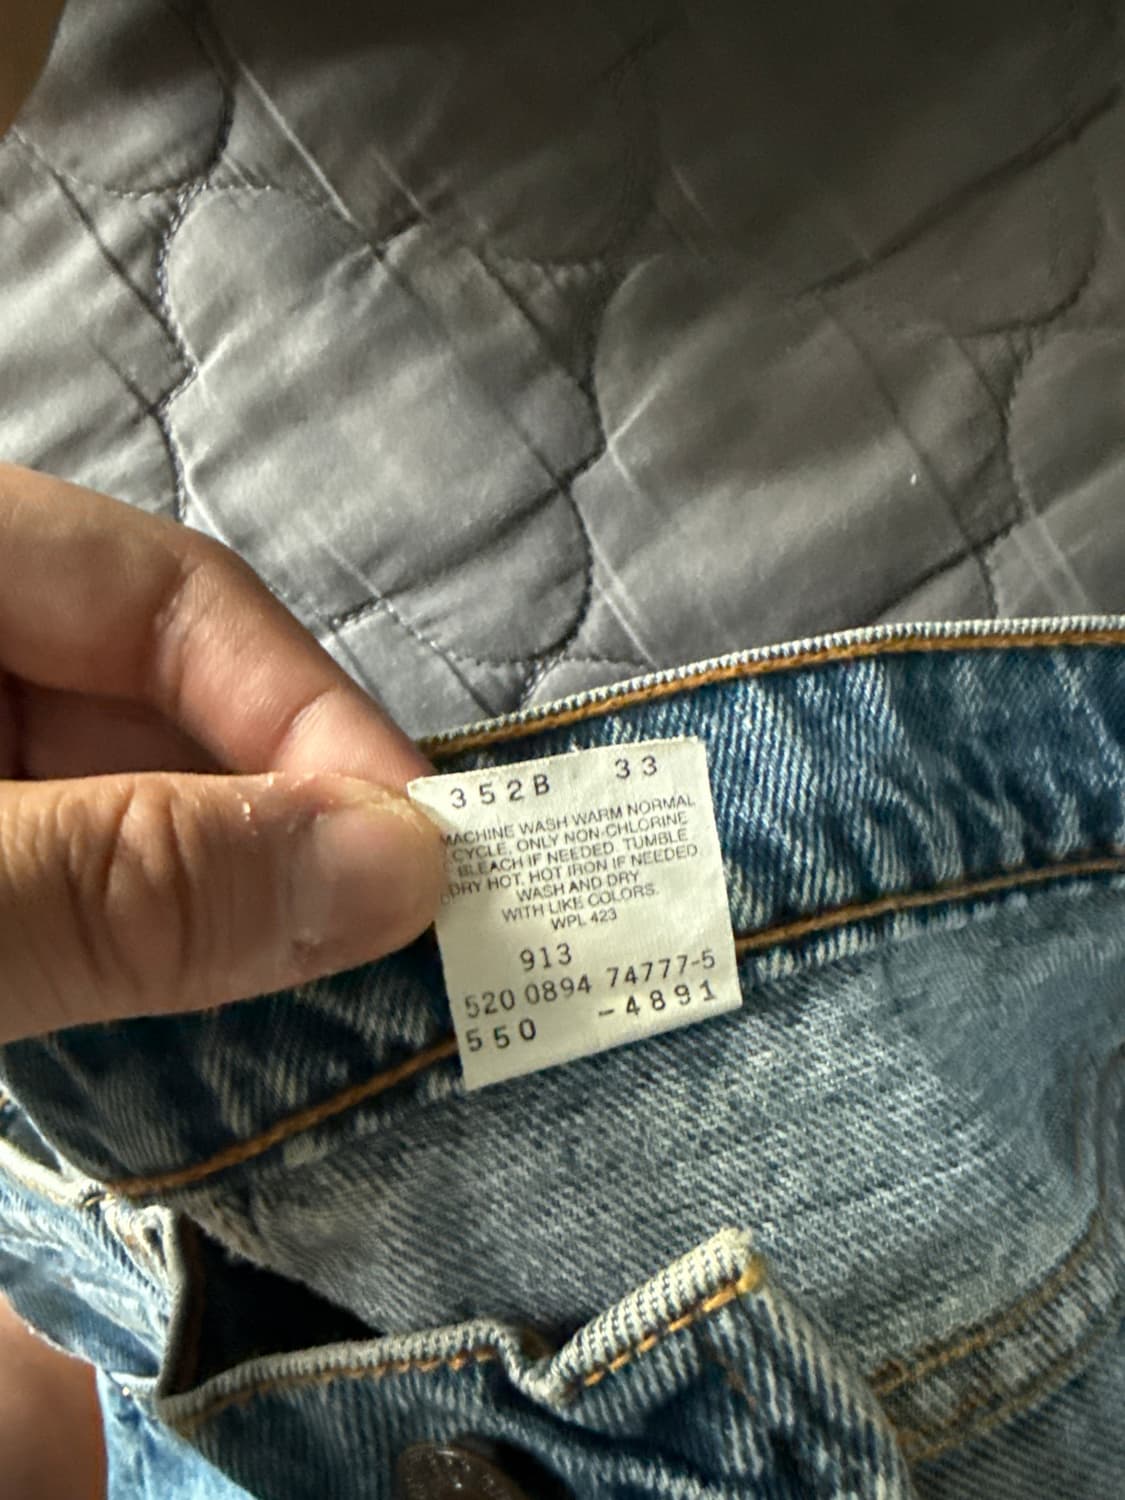 352B 33
MACHINE WASH WARM NORMAL
CYCLE. ONLY NON-CHLORINE
BLEACH IF NEEDED. TUMBLE
DRY HOT, HOT IRON IF NEEDED
WASH AND DRY
WITH LIKE COLORS.
WPL 423
913
520 0894 74777-5
550 -4891